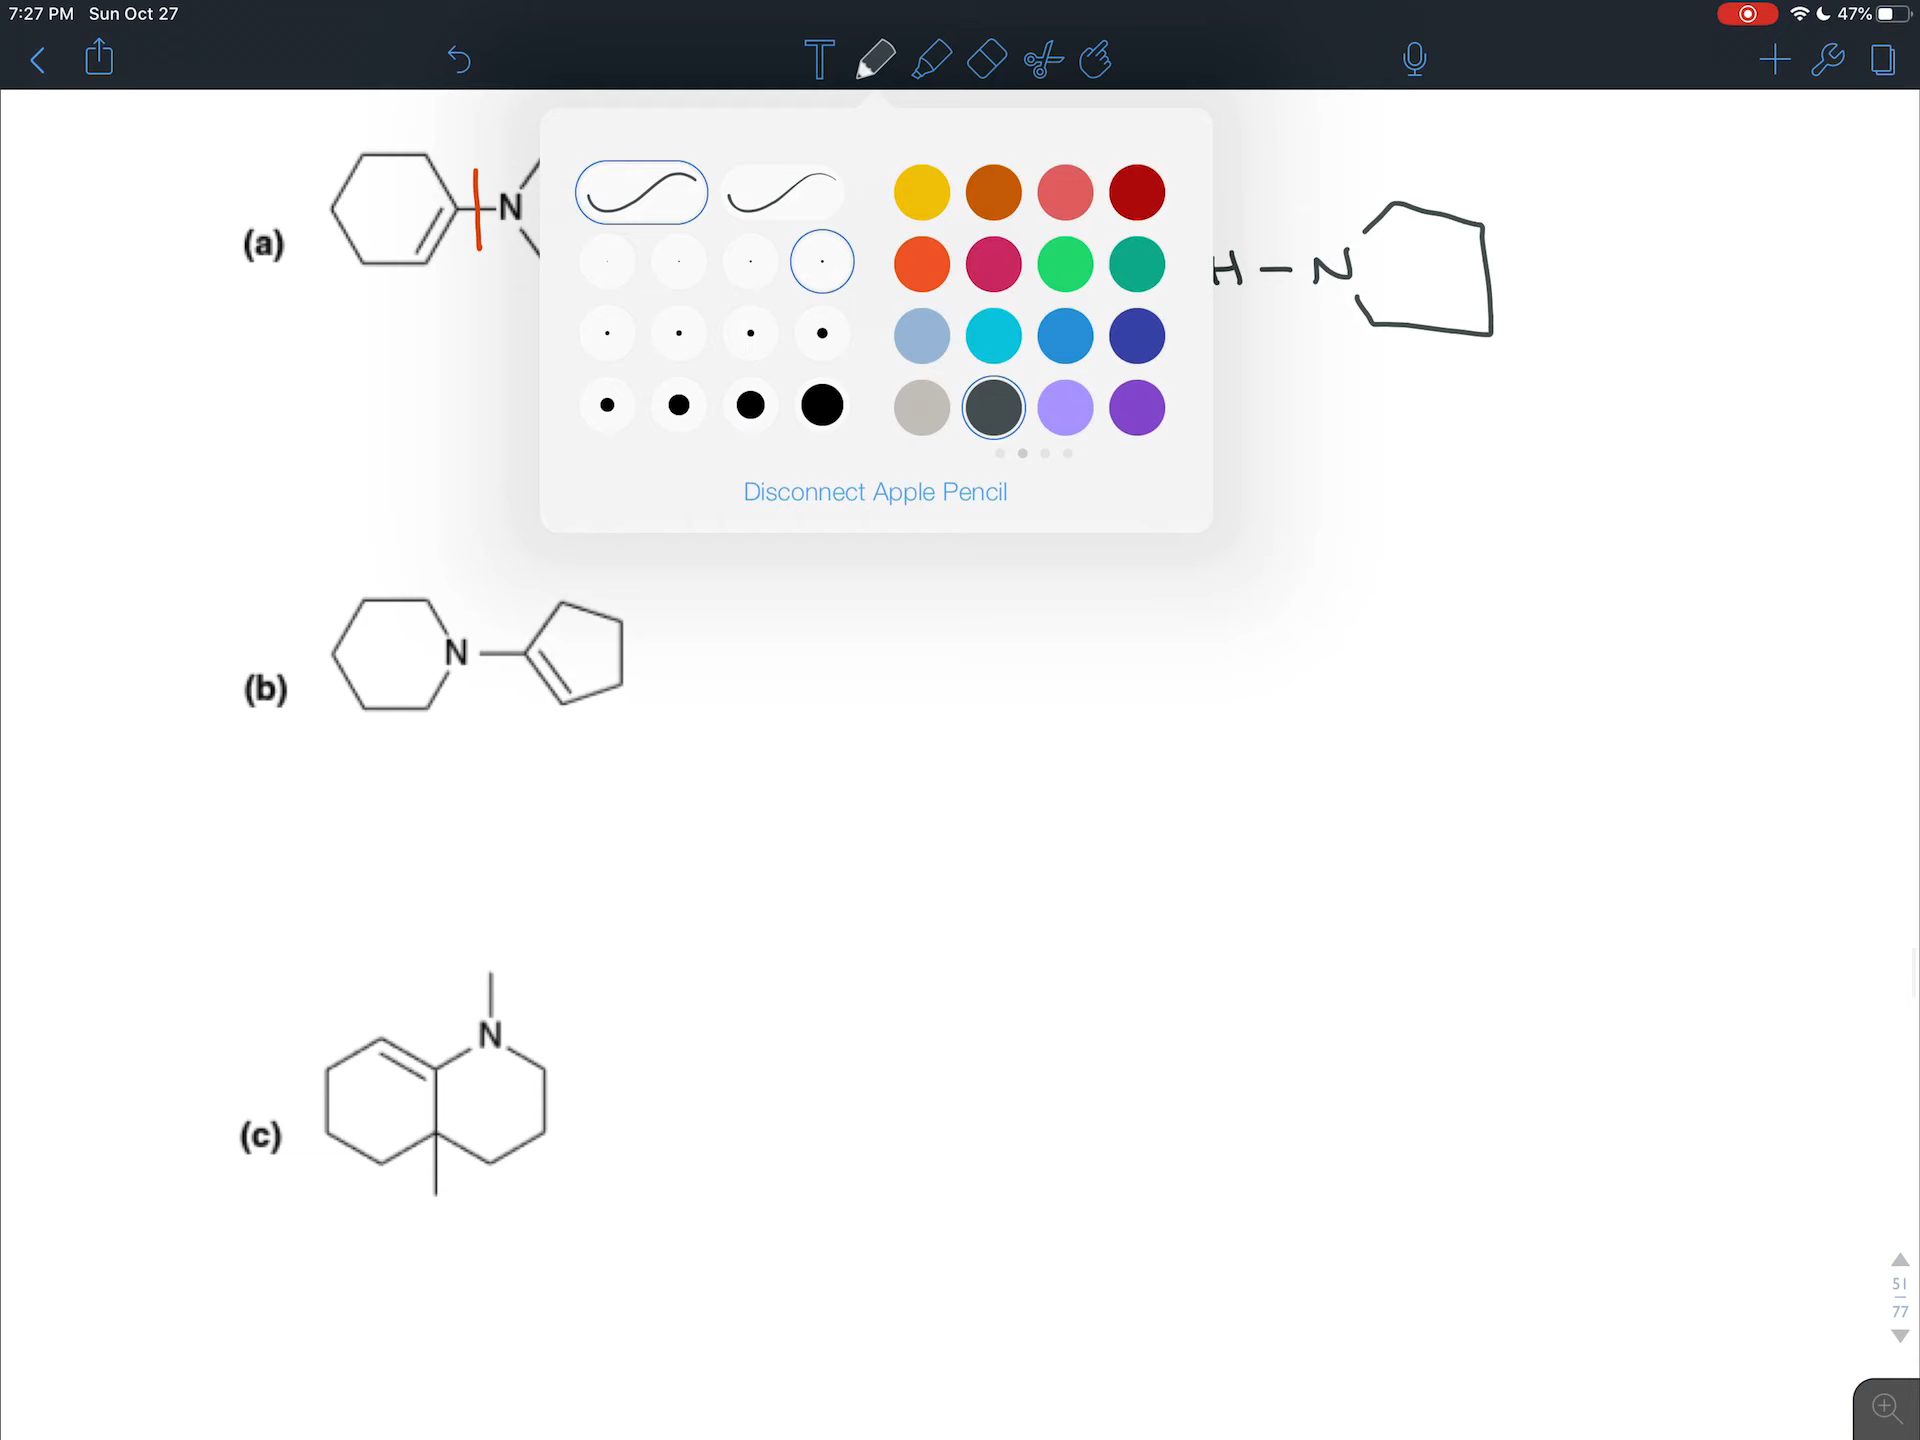 7:27 PM Sun Oct 27
47%
T
(a) N
H - N
Disconnect Apple Pencil
(b) N
N
(c)
51
77